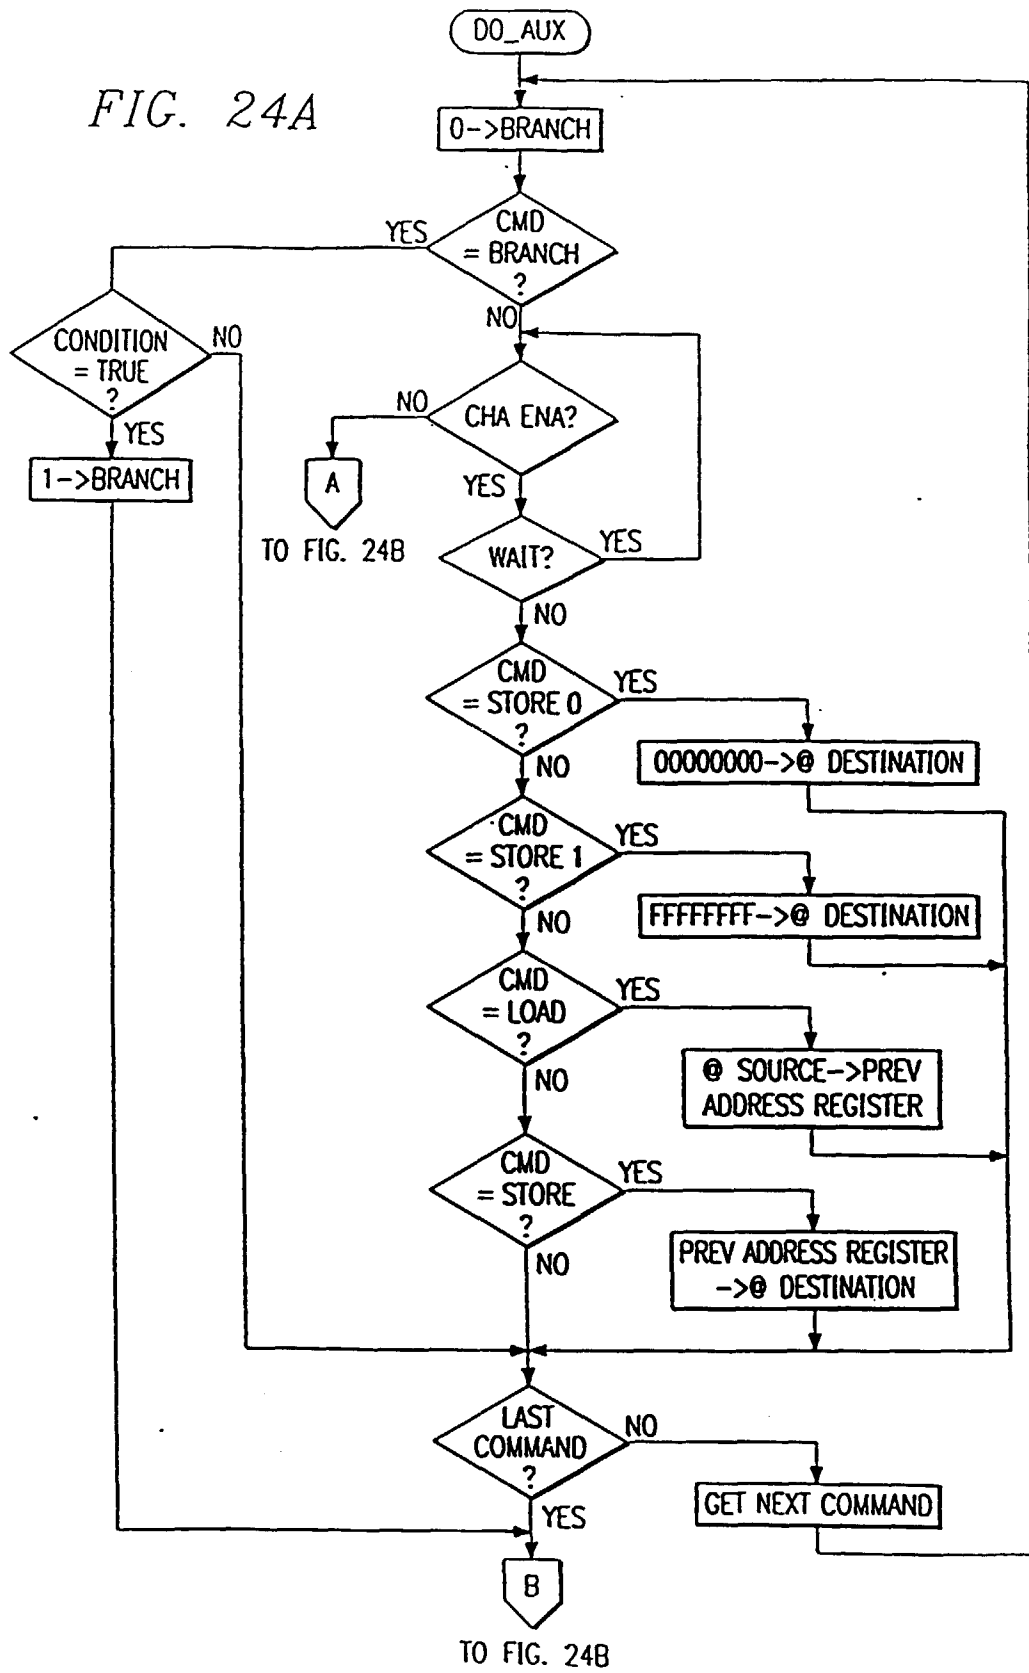 DO_AUX
FIG. 24A
0->BRANCH
CMD
= BRANCH
?
YES
NO
CONDITION
= TRUE
?
NO
YES
1->BRANCH
CHA ENA?
NO
YES
A
TO FIG. 24B
WAIT?
YES
NO
CMD
= STORE 0
?
YES
NO
00000000->@ DESTINATION
CMD
= STORE 1
?
YES
NO
FFFFFFFF->@ DESTINATION
CMD
= LOAD
?
YES
NO
@ SOURCE->PREV
ADDRESS REGISTER
CMD
= STORE
?
YES
NO
PREV ADDRESS REGISTER
->@ DESTINATION
LAST
COMMAND
?
NO
YES
GET NEXT COMMAND
B
TO FIG. 24B